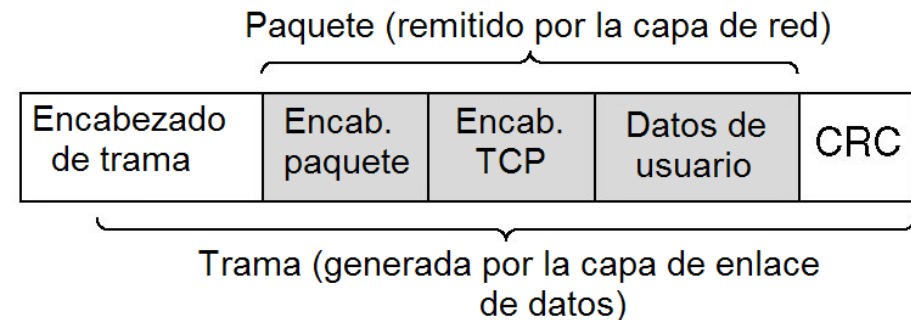 Paquete (remitido por la capa de red)
Encabezado
de trama
Encab.
paquete
Encab.
TCP
Datos de
usuario
CRC
Trama (generada por la capa de enlace
de datos)